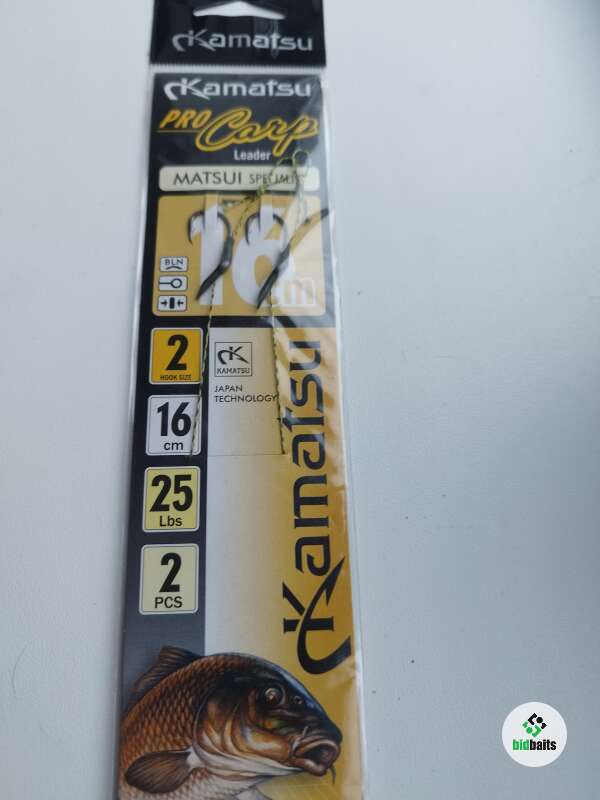 Kamatsu
Kamatsu
PRO Carp
Leader
MATSUI SPECIALIST
16
cm
BLN
2
HOOK SIZE
KAMATSU
JAPAN
TECHNOLOGY
16
cm
25
Lbs
2
PCS
Kamatsu
bidbaits